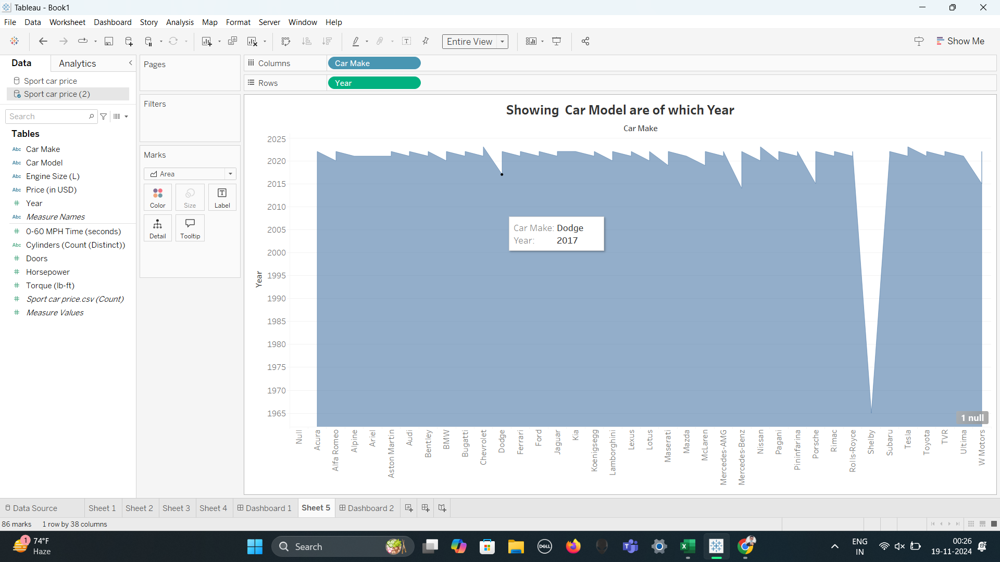 Tableau - Book1
File Data Worksheet Dashboard Story Analysis Map Format Server Window Help
Entire View
Show Me
Data
Analytics
Sport car price
Sport car price (2)
Search
Tables
Abc Car Make
Abc Car Model
Abc Engine Size (L)
Abc Price (in USD)
# Year
Abc Measure Names
# 0-60 MPH Time (seconds)
Abc Cylinders (Count (Distinct))
# Doors
# Horsepower
# Torque (lb-ft)
# Sport car price.csv (Count)
# Measure Values
Pages
Filters
Marks
Area
Color Size Label
Detail Tooltip
Columns Car Make
Rows Year
Showing  Car Model are of which Year
Car Make
2025
2020
2015
2010
2005
2000
1995
1990
1985
1980
1975
1970
1965
Year
Car Make: Dodge
Year: 2017
1 null
Null
Acura
Alfa Romeo
Alpine
Ariel
Aston Martin
Audi
Bentley
BMW
Bugatti
Chevrolet
Dodge
Ferrari
Ford
Jaguar
Kia
Koenigsegg
Lamborghini
Lexus
Lotus
Maserati
Mazda
McLaren
Mercedes-AMG
Mercedes-Benz
Nissan
Pagani
Pininfarina
Porsche
Rimac
Rolls-Royce
Shelby
Subaru
Tesla
Toyota
TVR
Ultima
W Motors
Data Source Sheet 1 Sheet 2 Sheet 3 Sheet 4 Dashboard 1 Sheet 5 Dashboard 2
86 marks 1 row by 38 columns
1
74°F
Haze
Search
DELL
ENG
IN
00:26
19-11-2024